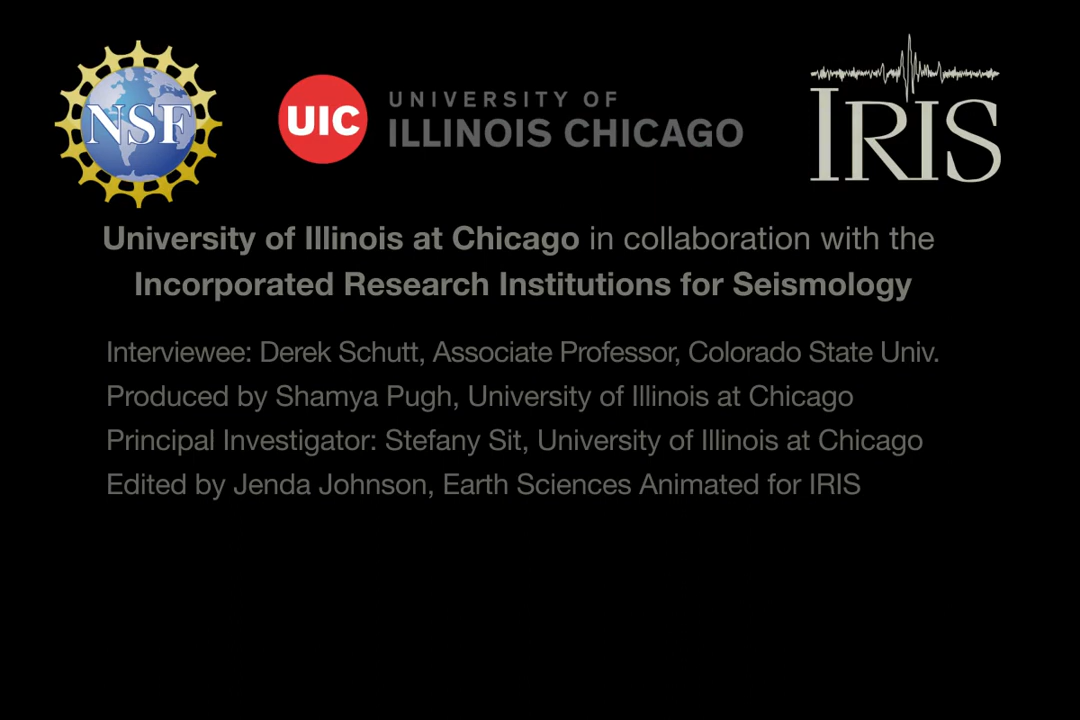 NSF
UIC
UNIVERSITY OF
ILLINOIS CHICAGO
IRIS
University of Illinois at Chicago in collaboration with the
Incorporated Research Institutions for Seismology
Interviewee: Derek Schutt, Associate Professor, Colorado State Univ.
Produced by Shamya Pugh, University of Illinois at Chicago
Principal Investigator: Stefany Sit, University of Illinois at Chicago
Edited by Jenda Johnson, Earth Sciences Animated for IRIS